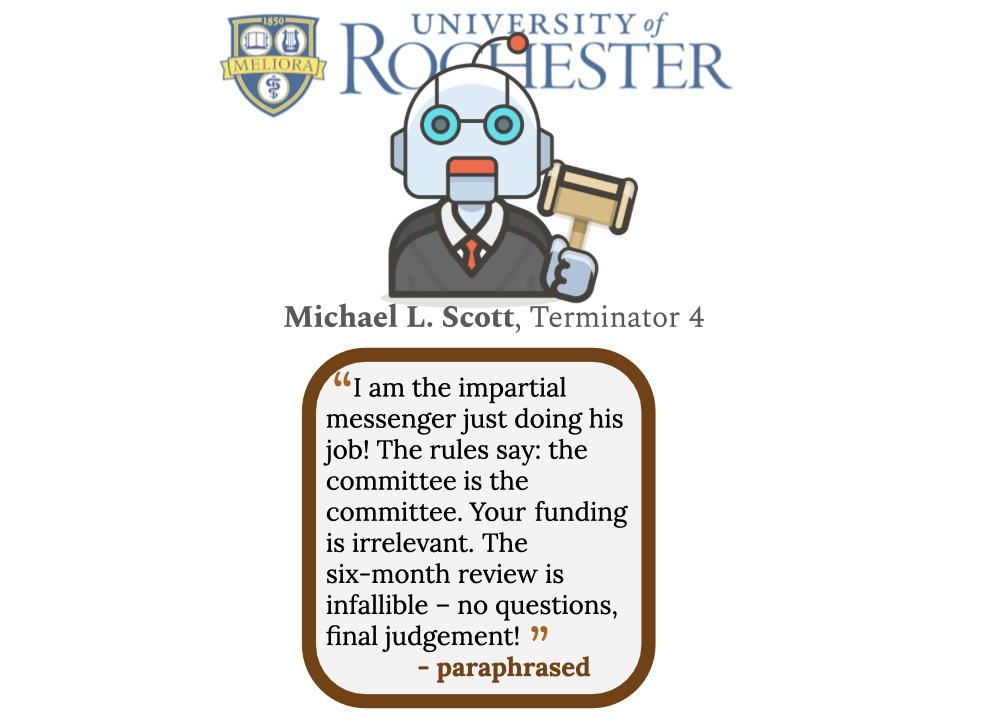 1850
MELIORA
UNIVERSITY of
ROCHESTER
Michael L. Scott, Terminator 4
“I am the impartial
messenger just doing his
job! The rules say: the
committee is the
committee. Your funding
is irrelevant. The
six-month review is
infallible – no questions,
final judgement! ”
- paraphrased